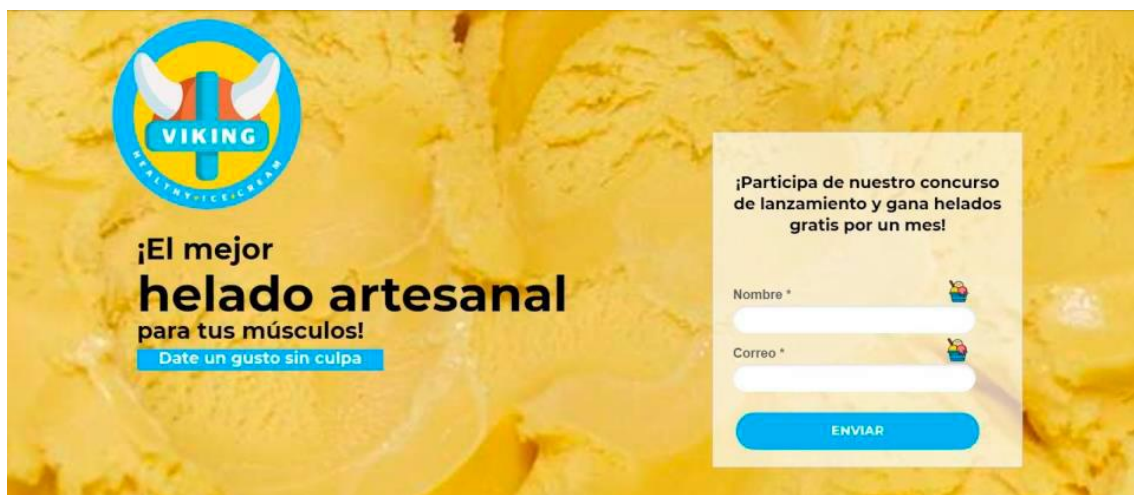 VIKING
HEALTHY•ICE•CREAM
¡El mejor
helado artesanal
para tus músculos!
Date un gusto sin culpa
¡Participa de nuestro concurso
de lanzamiento y gana helados
gratis por un mes!
Nombre *
Correo *
ENVIAR